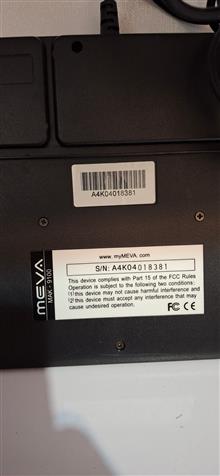 A4K04018381
www. myMEVA. com
S/N: A4K04018381
This device complies with Part 15 of the FCC Rules
Operation is subject to the following two conditions:
(1) this device may not cause harmful interference and
(2) this device must accept any interference that may
cause undesired operation.
FC CE
MEVA
MAK - 9100